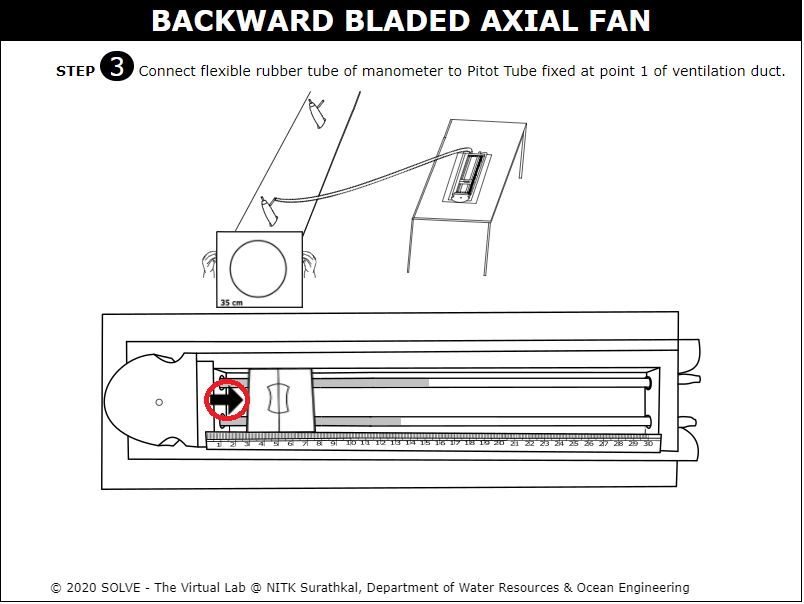 BACKWARD BLADED AXIAL FAN
STEP 3 Connect flexible rubber tube of manometer to Pitot Tube fixed at point 1 of ventilation duct.
35 cm
1 2 3 4 5 6 7 8 9 10 11 12 13 14 15 16 17 18 19 20 21 22 23 24 25 26 27 28 29 30
© 2020 SOLVE - The Virtual Lab @ NITK Surathkal, Department of Water Resources & Ocean Engineering